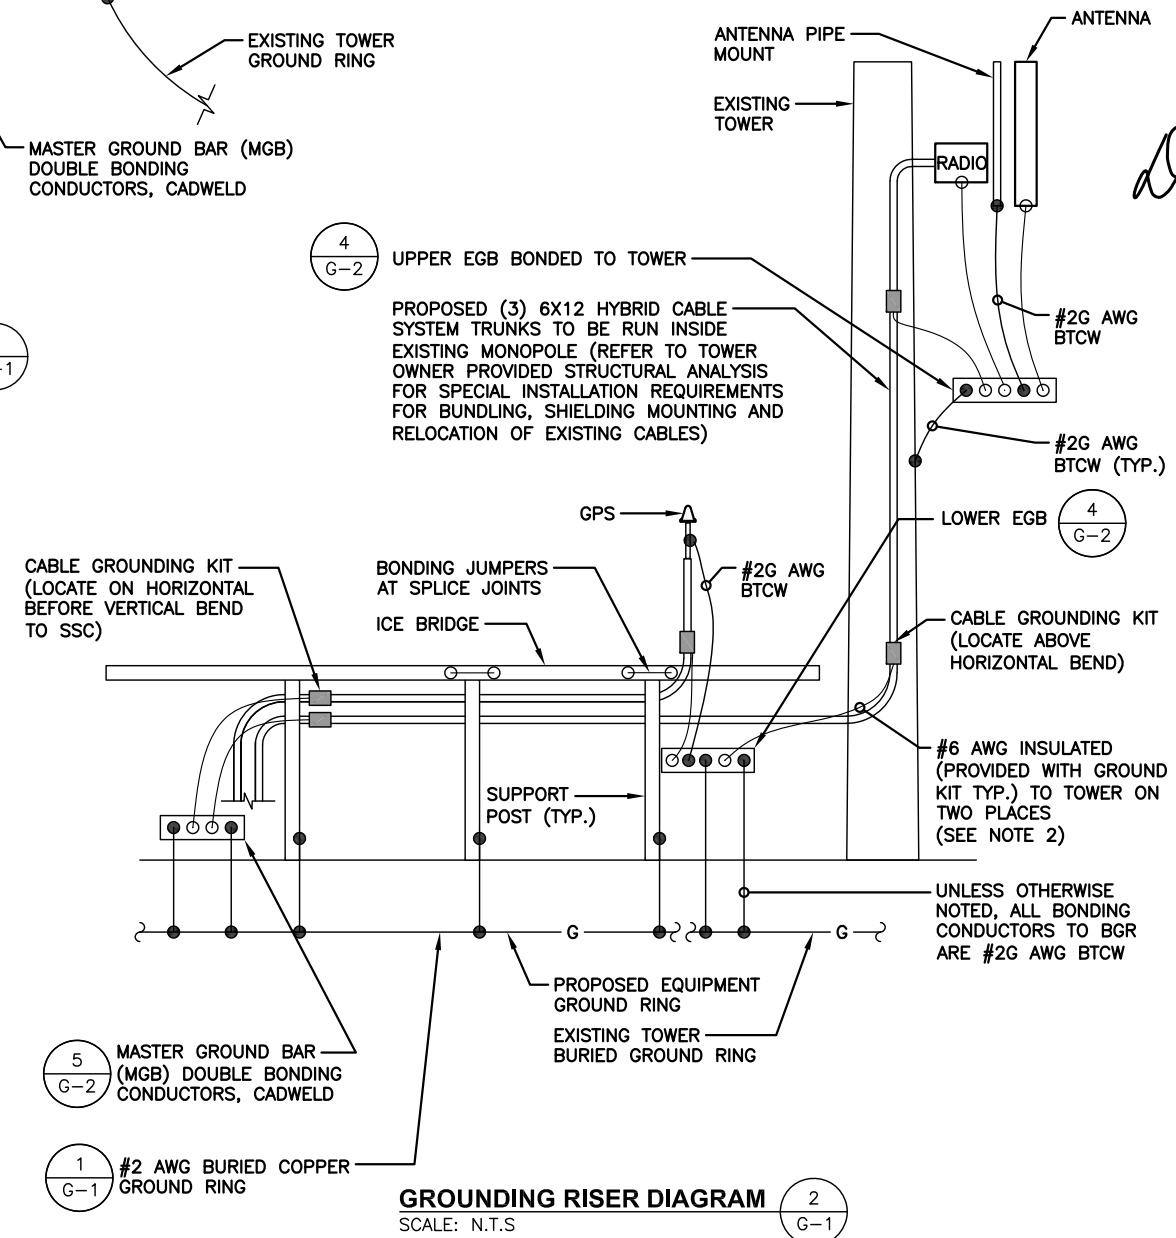 EXISTING TOWER
GROUND RING
MASTER GROUND BAR (MGB)
DOUBLE BONDING
CONDUCTORS, CADWELD
ANTENNA PIPE
MOUNT
ANTENNA
EXISTING
TOWER
RADIO
4
G-2
UPPER EGB BONDED TO TOWER
PROPOSED (3) 6X12 HYBRID CABLE
SYSTEM TRUNKS TO BE RUN INSIDE
EXISTING MONOPOLE (REFER TO TOWER
OWNER PROVIDED STRUCTURAL ANALYSIS
FOR SPECIAL INSTALLATION REQUIREMENTS
FOR BUNDLING, SHIELDING MOUNTING AND
RELOCATION OF EXISTING CABLES)
#2G AWG
BTCW
#2G AWG
BTCW (TYP.)
GPS
LOWER EGB
4
G-2
CABLE GROUNDING KIT
(LOCATE ON HORIZONTAL
BEFORE VERTICAL BEND
TO SSC)
BONDING JUMPERS
AT SPLICE JOINTS
ICE BRIDGE
#2G AWG
BTCW
CABLE GROUNDING KIT
(LOCATE ABOVE
HORIZONTAL BEND)
#6 AWG INSULATED
(PROVIDED WITH GROUND
KIT TYP.) TO TOWER ON
TWO PLACES
(SEE NOTE 2)
SUPPORT
POST (TYP.)
UNLESS OTHERWISE
NOTED, ALL BONDING
CONDUCTORS TO BGR
ARE #2G AWG BTCW
G
G
PROPOSED EQUIPMENT
GROUND RING
EXISTING TOWER
BURIED GROUND RING
5
G-2
MASTER GROUND BAR
(MGB) DOUBLE BONDING
CONDUCTORS, CADWELD
1
G-1
#2 AWG BURIED COPPER
GROUND RING
GROUNDING RISER DIAGRAM
SCALE: N.T.S
2
G-1